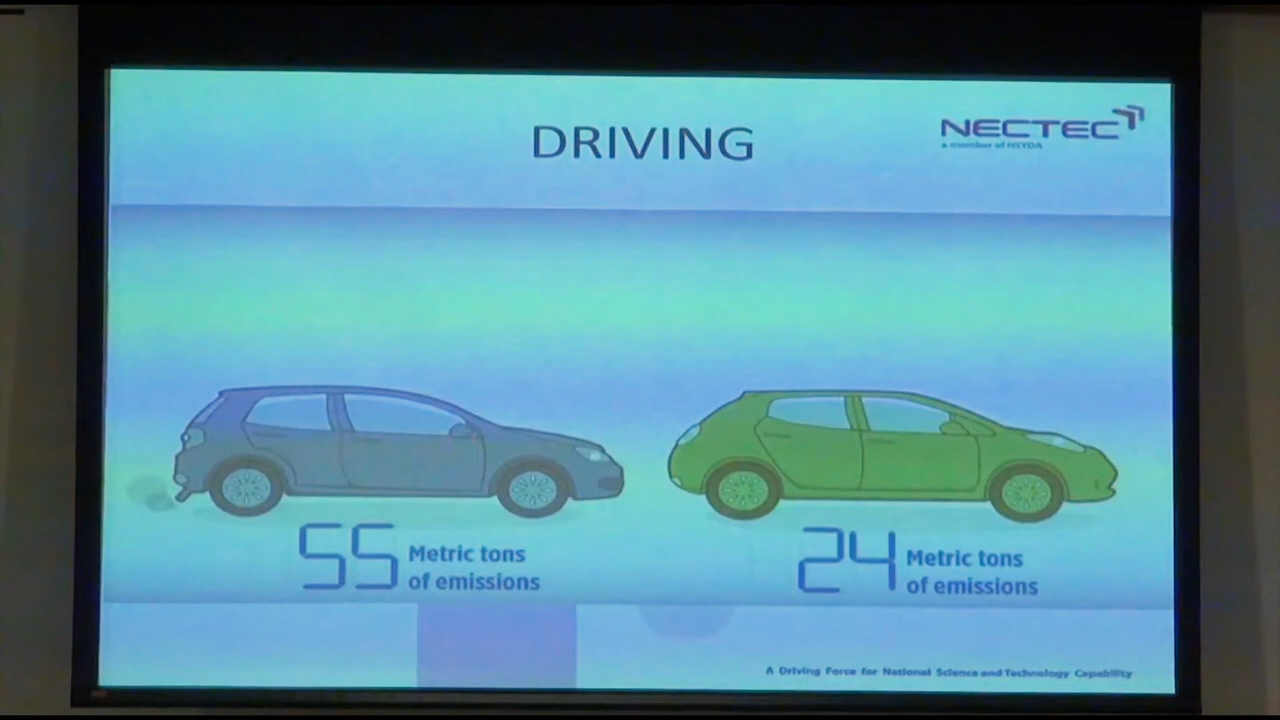 DRIVING
NECTEC
a member of NSTDA
55 Metric tons
of emissions
24 Metric tons
of emissions
A Driving Force for National Science and Technology Capability